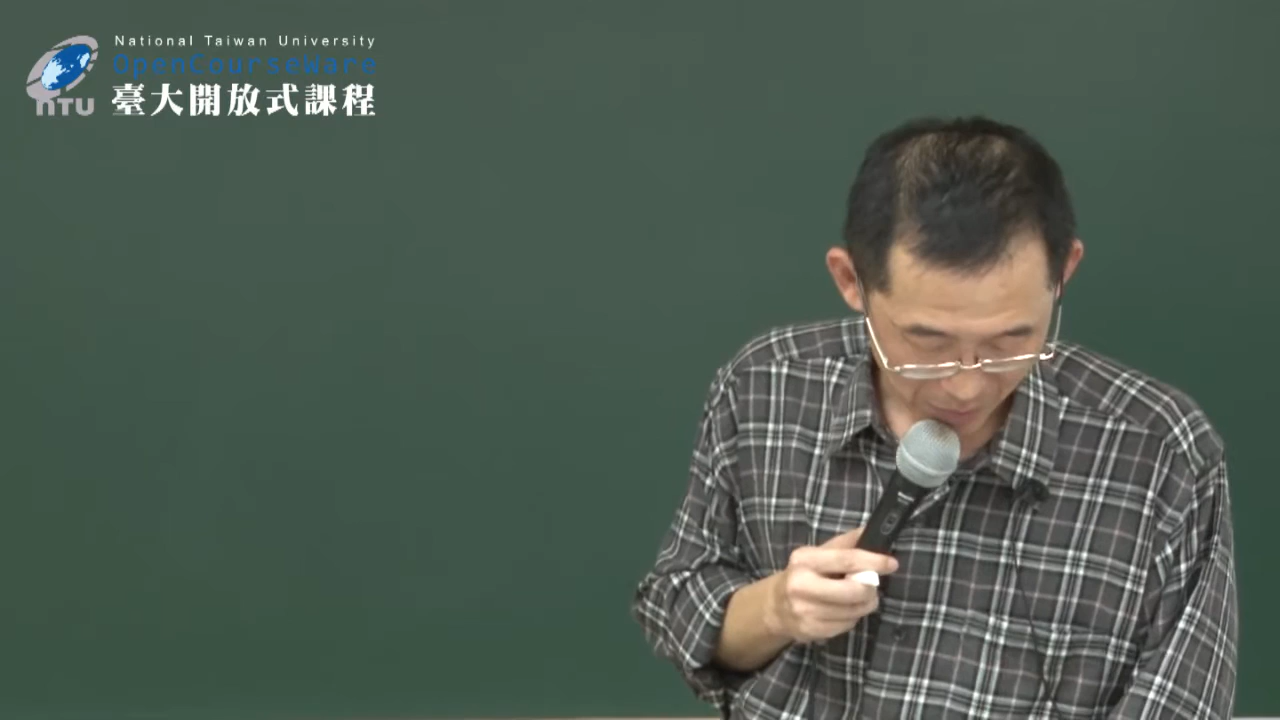 National Taiwan University
OpenCourseWare
臺大開放式課程
NTU